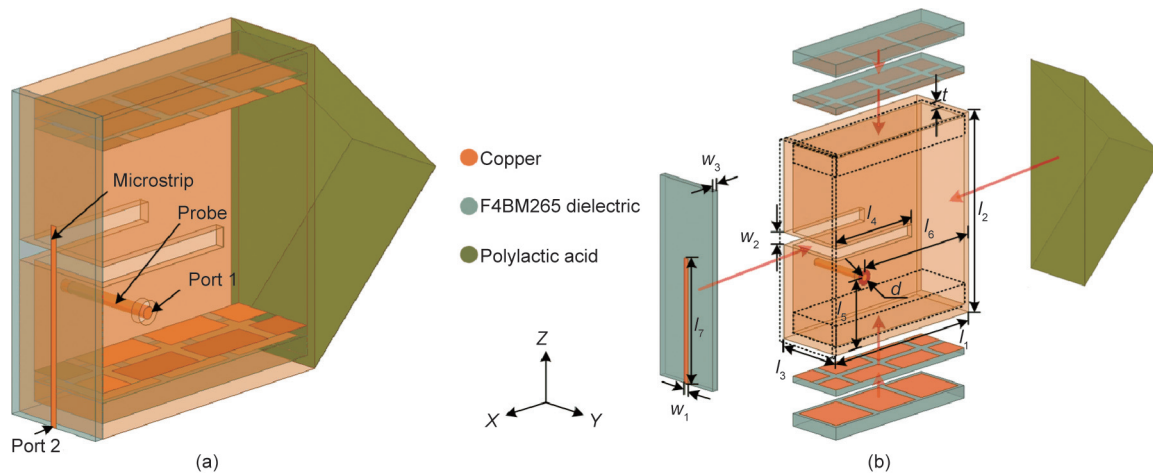 (a)
Microstrip
Probe
Port 1
Port 2
Copper
F4BM265 dielectric
Polylactic acid
Z
X
Y
(b)
t
w3
l4
l6
l2
w2
d
l5
l7
l1
l3
w1